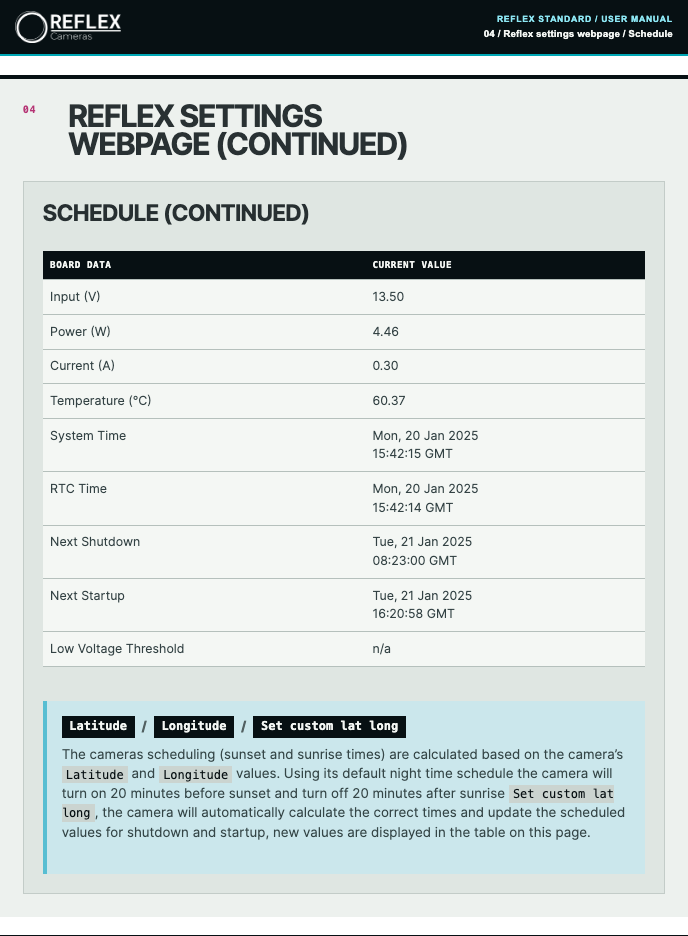 REFLEX
Cameras
REFLEX STANDARD / USER MANUAL
04 / Reflex settings webpage / Schedule
04
REFLEX SETTINGS
WEBPAGE (CONTINUED)
SCHEDULE (CONTINUED)
BOARD DATA CURRENT VALUE
Input (V) 13.50
Power (W) 4.46
Current (A) 0.30
Temperature (°C) 60.37
System Time Mon, 20 Jan 2025
15:42:15 GMT
RTC Time Mon, 20 Jan 2025
15:42:14 GMT
Next Shutdown Tue, 21 Jan 2025
08:23:00 GMT
Next Startup Tue, 21 Jan 2025
16:20:58 GMT
Low Voltage Threshold n/a
Latitude / Longitude / Set custom lat long
The cameras scheduling (sunset and sunrise times) are calculated based on the camera’s
Latitude and Longitude values. Using its default night time schedule the camera will
turn on 20 minutes before sunset and turn off 20 minutes after sunrise Set custom lat
long, the camera will automatically calculate the correct times and update the scheduled
values for shutdown and startup, new values are displayed in the table on this page.